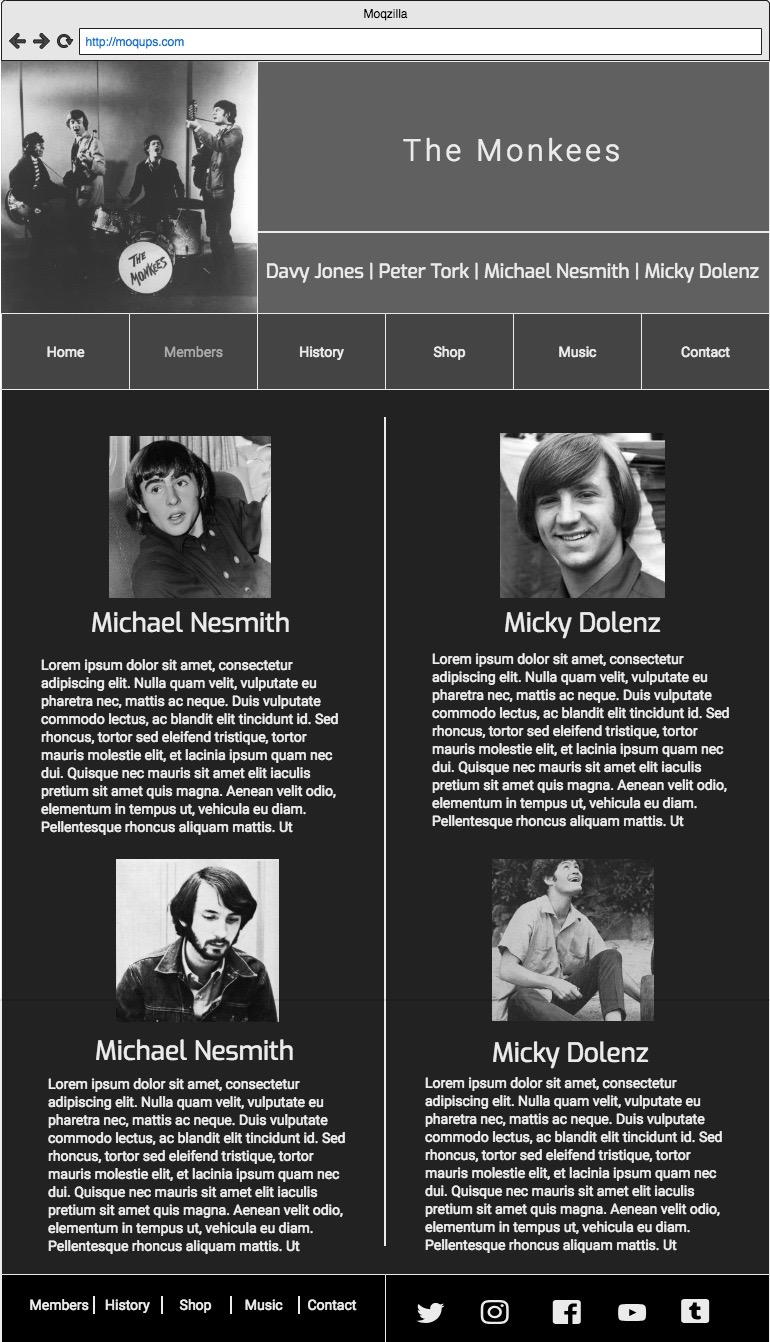 Moqzilla
http://moqups.com
THE
MONKEES
The Monkees
Davy Jones | Peter Tork | Michael Nesmith | Micky Dolenz
Home Members History Shop Music Contact
Michael Nesmith
Lorem ipsum dolor sit amet, consectetur
adipiscing elit. Nulla quam velit, vulputate eu
pharetra nec, mattis ac neque. Duis vulputate
commodo lectus, ac blandit elit tincidunt id. Sed
rhoncus, tortor sed eleifend tristique, tortor
mauris molestie elit, et lacinia ipsum quam nec
dui. Quisque nec mauris sit amet elit iaculis
pretium sit amet quis magna. Aenean velit odio,
elementum in tempus ut, vehicula eu diam.
Pellentesque rhoncus aliquam mattis. Ut
Micky Dolenz
Lorem ipsum dolor sit amet, consectetur
adipiscing elit. Nulla quam velit, vulputate eu
pharetra nec, mattis ac neque. Duis vulputate
commodo lectus, ac blandit elit tincidunt id. Sed
rhoncus, tortor sed eleifend tristique, tortor
mauris molestie elit, et lacinia ipsum quam nec
dui. Quisque nec mauris sit amet elit iaculis
pretium sit amet quis magna. Aenean velit odio,
elementum in tempus ut, vehicula eu diam.
Pellentesque rhoncus aliquam mattis. Ut
Michael Nesmith
Lorem ipsum dolor sit amet, consectetur
adipiscing elit. Nulla quam velit, vulputate eu
pharetra nec, mattis ac neque. Duis vulputate
commodo lectus, ac blandit elit tincidunt id. Sed
rhoncus, tortor sed eleifend tristique, tortor
mauris molestie elit, et lacinia ipsum quam nec
dui. Quisque nec mauris sit amet elit iaculis
pretium sit amet quis magna. Aenean velit odio,
elementum in tempus ut, vehicula eu diam.
Pellentesque rhoncus aliquam mattis. Ut
Micky Dolenz
Lorem ipsum dolor sit amet, consectetur
adipiscing elit. Nulla quam velit, vulputate eu
pharetra nec, mattis ac neque. Duis vulputate
commodo lectus, ac blandit elit tincidunt id. Sed
rhoncus, tortor sed eleifend tristique, tortor
mauris molestie elit, et lacinia ipsum quam nec
dui. Quisque nec mauris sit amet elit iaculis
pretium sit amet quis magna. Aenean velit odio,
elementum in tempus ut, vehicula eu diam.
Pellentesque rhoncus aliquam mattis. Ut
Members | History | Shop | Music | Contact